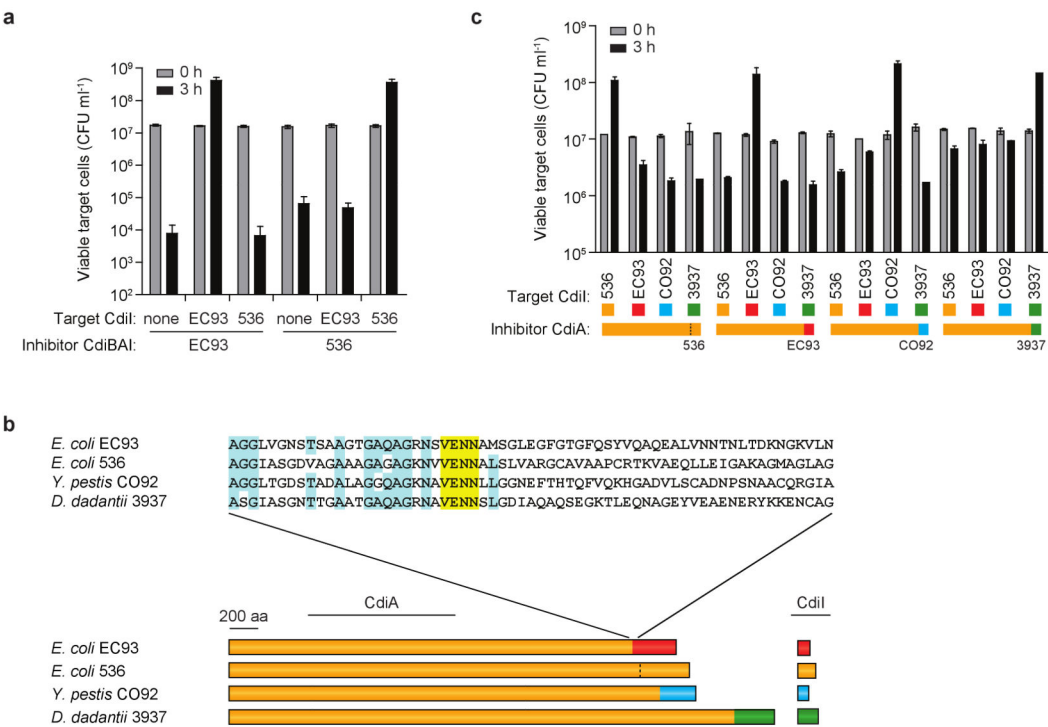 a
0 h
3 h
Viable target cells (CFU ml⁻¹)
10⁹
10⁸
10⁷
10⁶
10⁵
10⁴
10³
10²
Target CdiI: none EC93 536 none EC93 536
Inhibitor CdiBAI: EC93 536
c
0 h
3 h
Viable target cells (CFU ml⁻¹)
10⁹
10⁸
10⁷
10⁶
10⁵
Target CdiI: 536 EC93 CO92 3937 536 EC93 CO92 3937 536 EC93 CO92 3937 536 EC93 CO92 3937
Inhibitor CdiA:
536 EC93 CO92 3937
b
E. coli EC93 AGGLVGNSTSAAGTGAQAGRNSVENNAMSGLEGFGTGFQSYVQAQEALVNNTNLTDKNGKVLN
E. coli 536 AGGIASGDVAGAAAGAGAGKNVVENNALSLVARGCAVAAPCRTKVAEQLLEIGAKAGMAGLAG
Y. pestis CO92 AGGLTGDSTADALAGGQAGKNAVENNLLGGNEFTHTQFVQKHGADVLSCADNPSNAACQRGIA
D. dadantii 3937 ASGIASGNTTGAATGAQAGRNAVENNSLGDIAQAQSEGKTLEQNAGEYVEAENERYKKENCAG
200 aa
CdiA
CdiI
E. coli EC93
E. coli 536
Y. pestis CO92
D. dadantii 3937